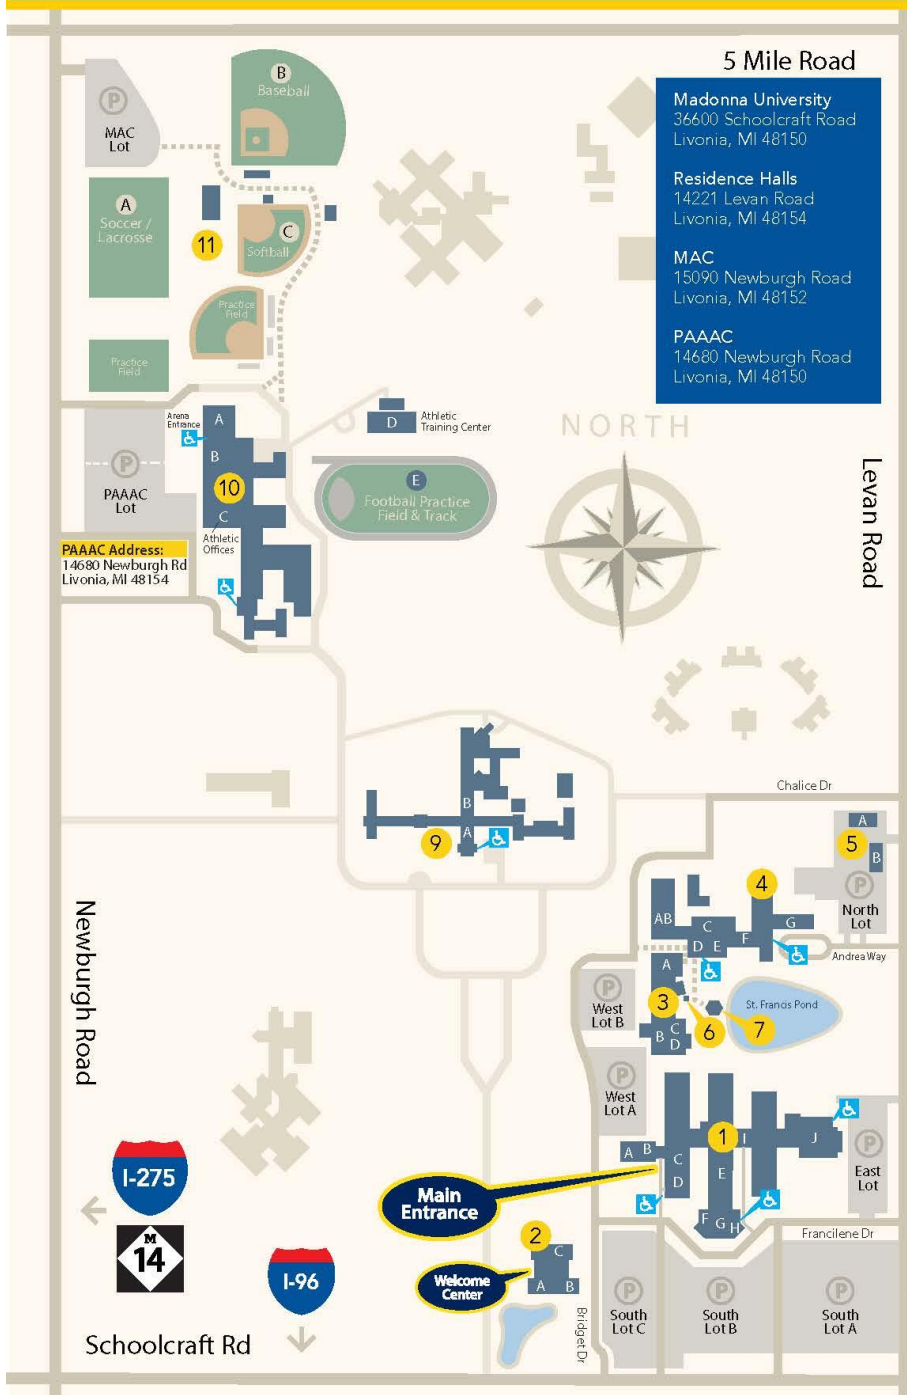 5 Mile Road
Madonna University
36600 Schoolcraft Road
Livonia, MI 48150
Residence Halls
14221 Levan Road
Livonia, MI 48154
MAC
15090 Newburgh Road
Livonia, MI 48152
PAAAC
14680 Newburgh Road
Livonia, MI 48150
P
MAC
Lot
B
Baseball
A
Soccer /
Lacrosse
11
C
Softball
Practice
Field
Practice
Field
Arena
Entrance
A
B
10
C
Athletic
Offices
P
PAAAC
Lot
PAAAC Address:
14680 Newburgh Rd
Livonia, MI 48154
D
Athletic
Training Center
E
Football Practice
Field & Track
NORTH
Levan Road
Chalice Dr
B
A
9
A
5
B
P
North
Lot
4
AB
C
D E
F
G
Andrea Way
A
3
B
C
D
6
7
St. Francis Pond
P
West
Lot B
P
West
Lot A
Newburgh Road
1
I
J
A B
C
D
E
F G H
P
East
Lot
Main
Entrance
Francilene Dr
2
C
A B
Welcome
Center
Bridget Dr
P
South
Lot C
P
South
Lot B
P
South
Lot A
I-275
M
14
I-96
Schoolcraft Rd